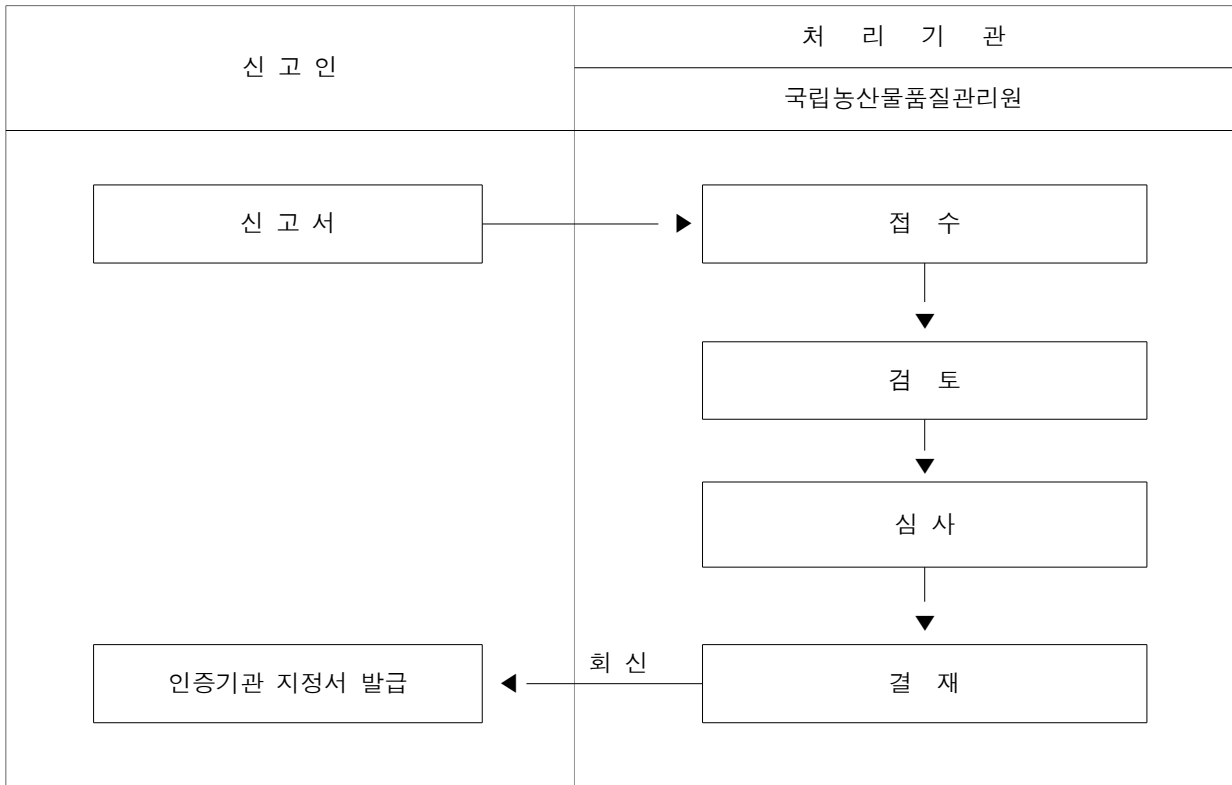 신 고 인
처 리 기 관
국립농산물품질관리원
신 고 서
접 수
검 토
심 사
회 신
인증기관 지정서 발급
결 재